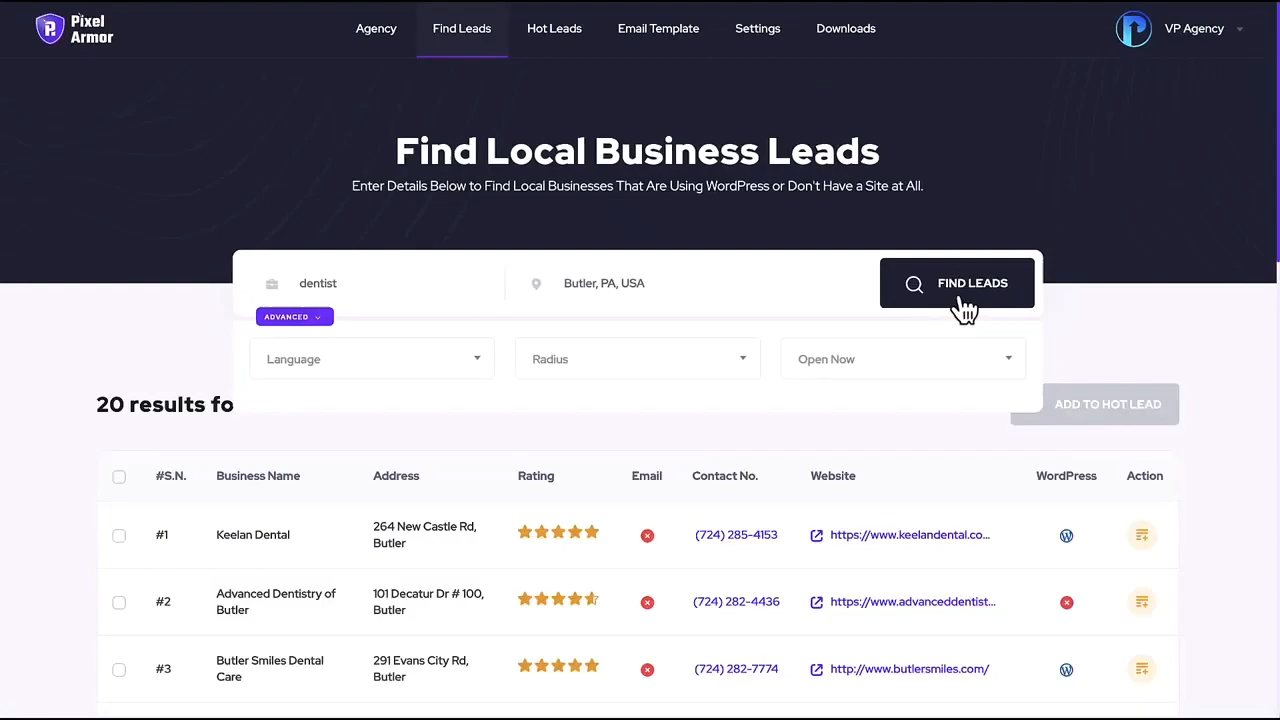 Pixel
Armor
Agency
Find Leads
Hot Leads
Email Template
Settings
Downloads
VP Agency
Find Local Business Leads
Enter Details Below to Find Local Businesses That Are Using WordPress or Don't Have a Site at All.
dentist
Butler, PA, USA
FIND LEADS
ADVANCED
Language
Radius
Open Now
20 results fo
ADD TO HOT LEAD
#S.N. Business Name Address Rating Email Contact No. Website WordPress Action
#1 Keelan Dental 264 New Castle Rd, Butler (724) 285-4153 https://www.keelandental.co...
#2 Advanced Dentistry of Butler 101 Decatur Dr # 100, Butler (724) 282-4436 https://www.advanceddentist...
#3 Butler Smiles Dental Care 291 Evans City Rd, Butler (724) 282-7774 http://www.butlersmiles.com/